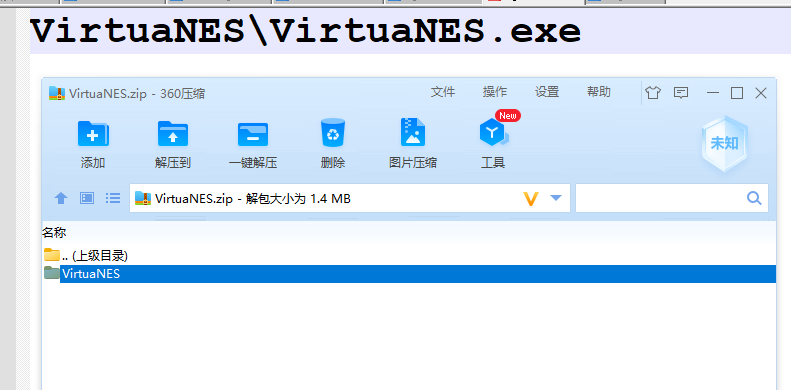 VirtuaNES\VirtuaNES.exe
VirtuaNES.zip - 360压缩 文件 操作 设置 帮助
New
添加 解压到 一键解压 删除 图片压缩 工具 未知
VirtuaNES.zip - 解包大小为 1.4 MB
名称
.. (上级目录)
VirtuaNES